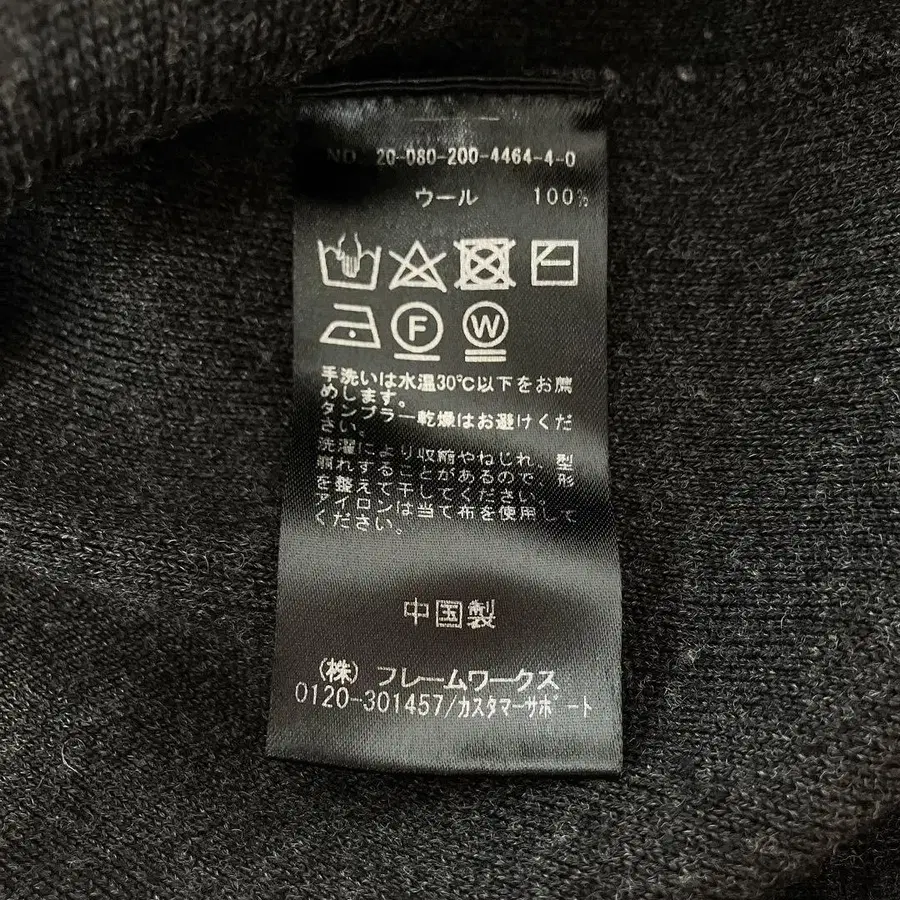 NO 20-080-200-4464-4-0
ウール 100%
F W
手洗いは水温30℃以下をお薦
めします。
タンブラー乾燥はお避けくだ
さい。
洗濯により収縮やねじれ、型
崩れすることがあるので、形
を整えて干してください。
アイロンは当て布を使用して
ください。
中国製
(株) フレームワークス
0120-301457/カスタマーサポート